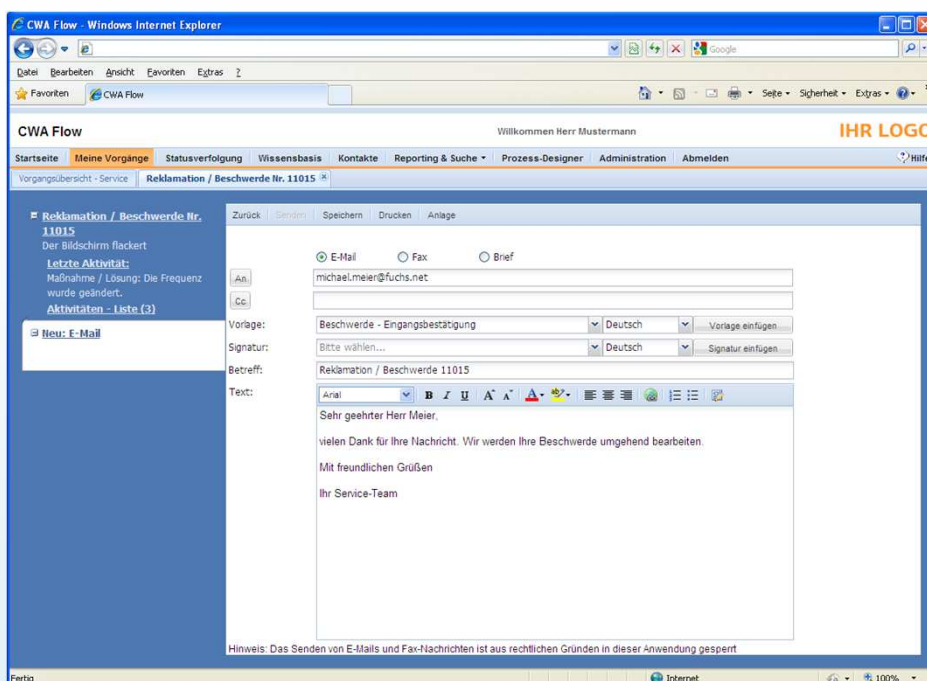 CWA Flow - Windows Internet Explorer
Google
Datei Bearbeiten Ansicht Favoriten Extras ?
Favoriten CWA Flow Seite Sicherheit Extras
CWA Flow Willkommen Herr Mustermann IHR LOGO
Startseite Meine Vorgänge Statusverfolgung Wissensbasis Kontakte Reporting & Suche Prozess-Designer Administration Abmelden Hilfe
Vorgangsübersicht - Service Reklamation / Beschwerde Nr. 11015
Reklamation / Beschwerde Nr.
11015
Der Bildschirm flackert
Letzte Aktivität:
Maßnahme / Lösung: Die Frequenz
wurde geändert.
Aktivitäten - Liste (3)
Neu: E-Mail
Zurück Senden Speichern Drucken Anlage
E-Mail Fax Brief
An michael.meier@fuchs.net
Cc
Vorlage: Beschwerde - Eingangsbestätigung Deutsch Vorlage einfügen
Signatur: Bitte wählen... Deutsch Signatur einfügen
Betreff: Reklamation / Beschwerde 11015
Text: Arial B I U A A A ab
Sehr geehrter Herr Meier,
vielen Dank für Ihre Nachricht. Wir werden Ihre Beschwerde umgehend bearbeiten.
Mit freundlichen Grüßen
Ihr Service-Team
Hinweis: Das Senden von E-Mails und Fax-Nachrichten ist aus rechtlichen Gründen in dieser Anwendung gesperrt
Fertig Internet 100%